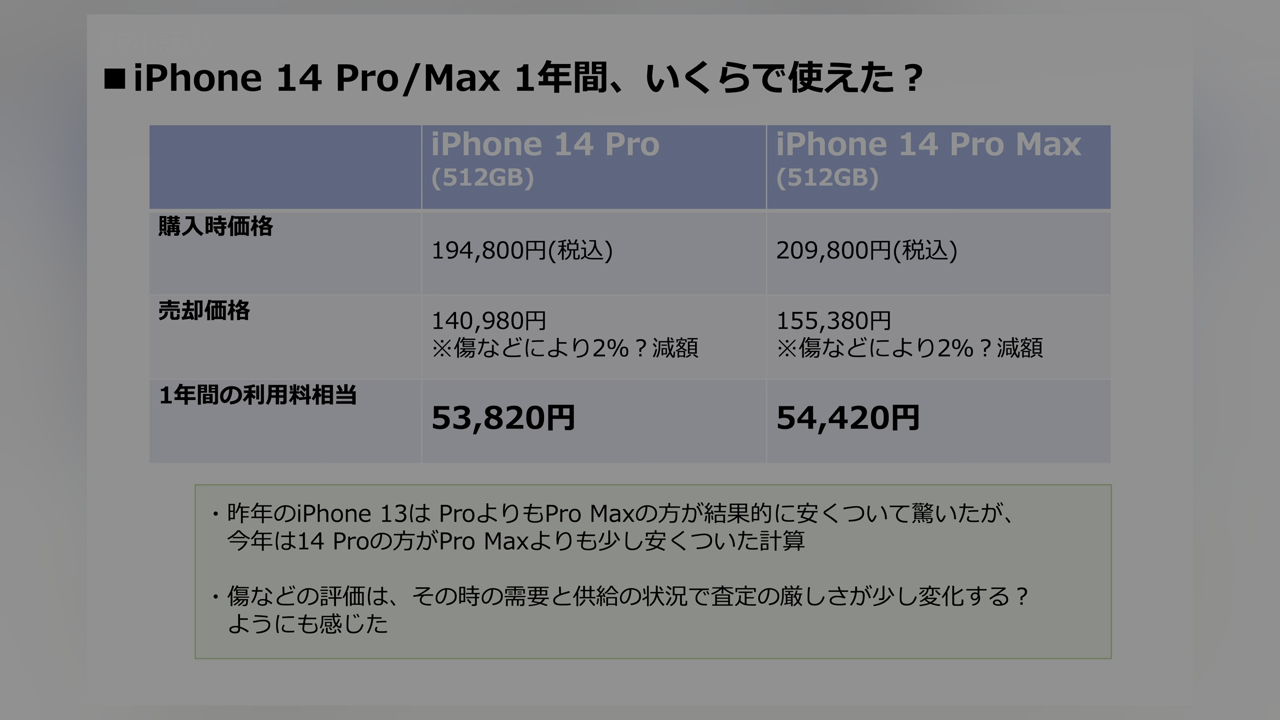 ■iPhone 14 Pro/Max 1年間、いくらで使えた？
iPhone 14 Pro
(512GB)
iPhone 14 Pro Max
(512GB)
購入時価格
194,800円(税込)
209,800円(税込)
売却価格
140,980円
※傷などにより2%？減額
155,380円
※傷などにより2%？減額
1年間の利用料相当
53,820円
54,420円
・昨年のiPhone 13は ProよりもPro Maxの方が結果的に安くついて驚いたが、
今年は14 Proの方がPro Maxよりも少し安くついた計算
・傷などの評価は、その時の需要と供給の状況で査定の厳しさが少し変化する？
ようにも感じた